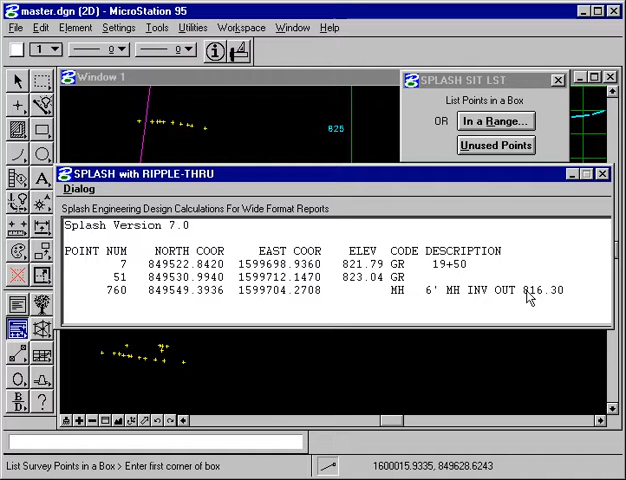 master.dgn (2D) - MicroStation 95
File Edit Element Settings Tools Utilities Workspace Window Help
1 0 0
Window 1
SPLASH SIT LST
List Points in a Box
OR In a Range...
Unused Points
825
SPLASH with RIPPLE-THRU
Dialog
Splash Engineering Design Calculations For Wide Format Reports
Splash Version 7.0
POINT NUM NORTH COOR EAST COOR ELEV CODE DESCRIPTION
7 849522.8420 1599698.9360 821.79 GR 19+50
51 849530.9940 1599712.1470 823.04 GR
760 849549.3936 1599704.2708 MH 6' MH INV OUT 816.30
List Survey Points in a Box > Enter first corner of box
1600015.9335, 849628.6243